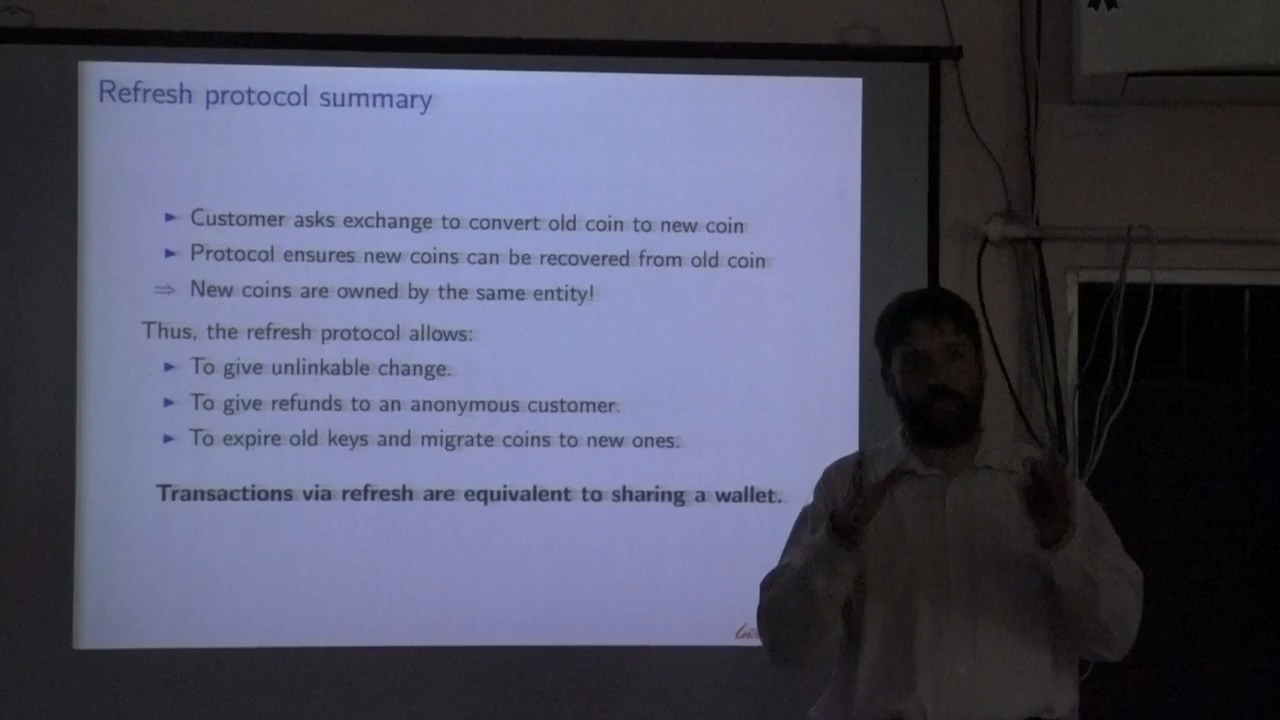 Refresh protocol summary
► Customer asks exchange to convert old coin to new coin
► Protocol ensures new coins can be recovered from old coin
⇒ New coins are owned by the same entity!
Thus, the refresh protocol allows:
► To give unlinkable change.
► To give refunds to an anonymous customer.
► To expire old keys and migrate coins to new ones.
Transactions via refresh are equivalent to sharing a wallet.